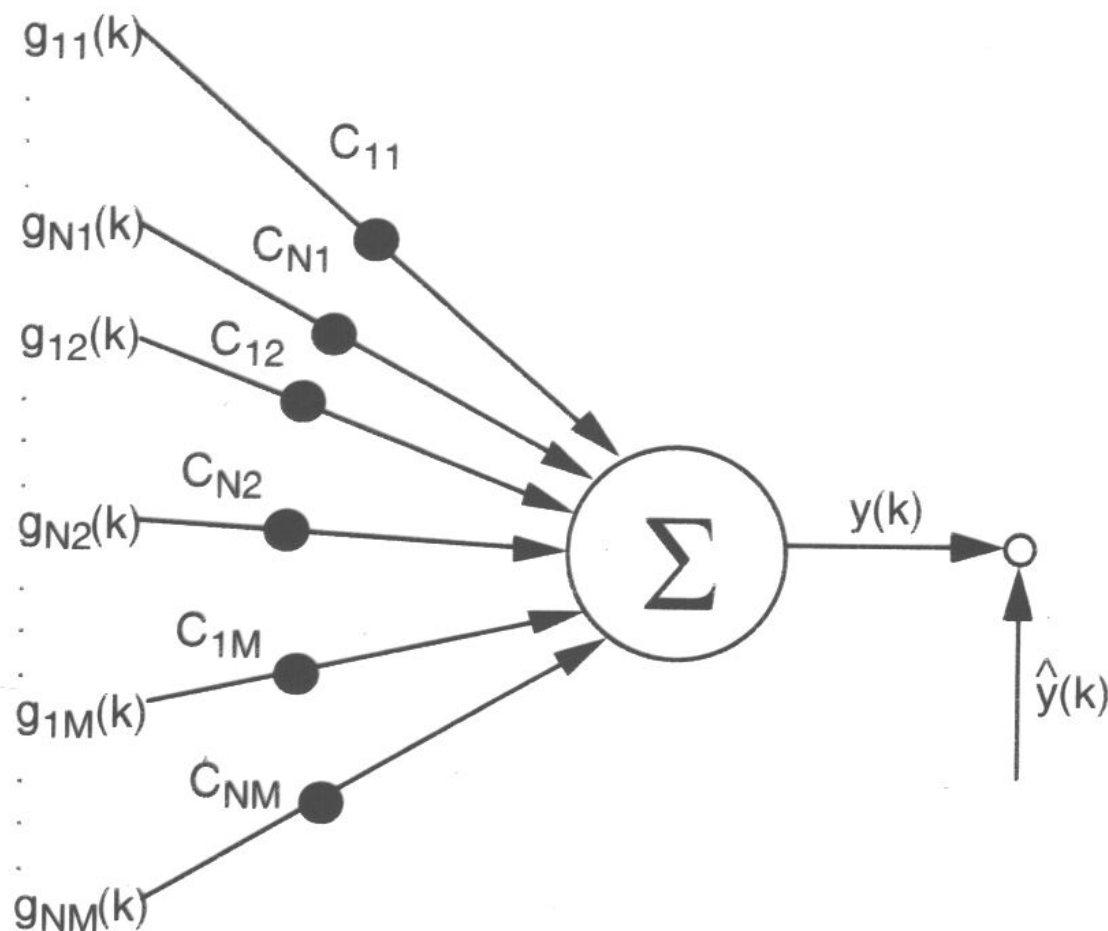 g11(k)
C11
gN1(k)
CN1
g12(k)
C12
CN2
gN2(k)
Σ
y(k)
C1M
g1M(k)
ŷ(k)
CNM
gNM(k)